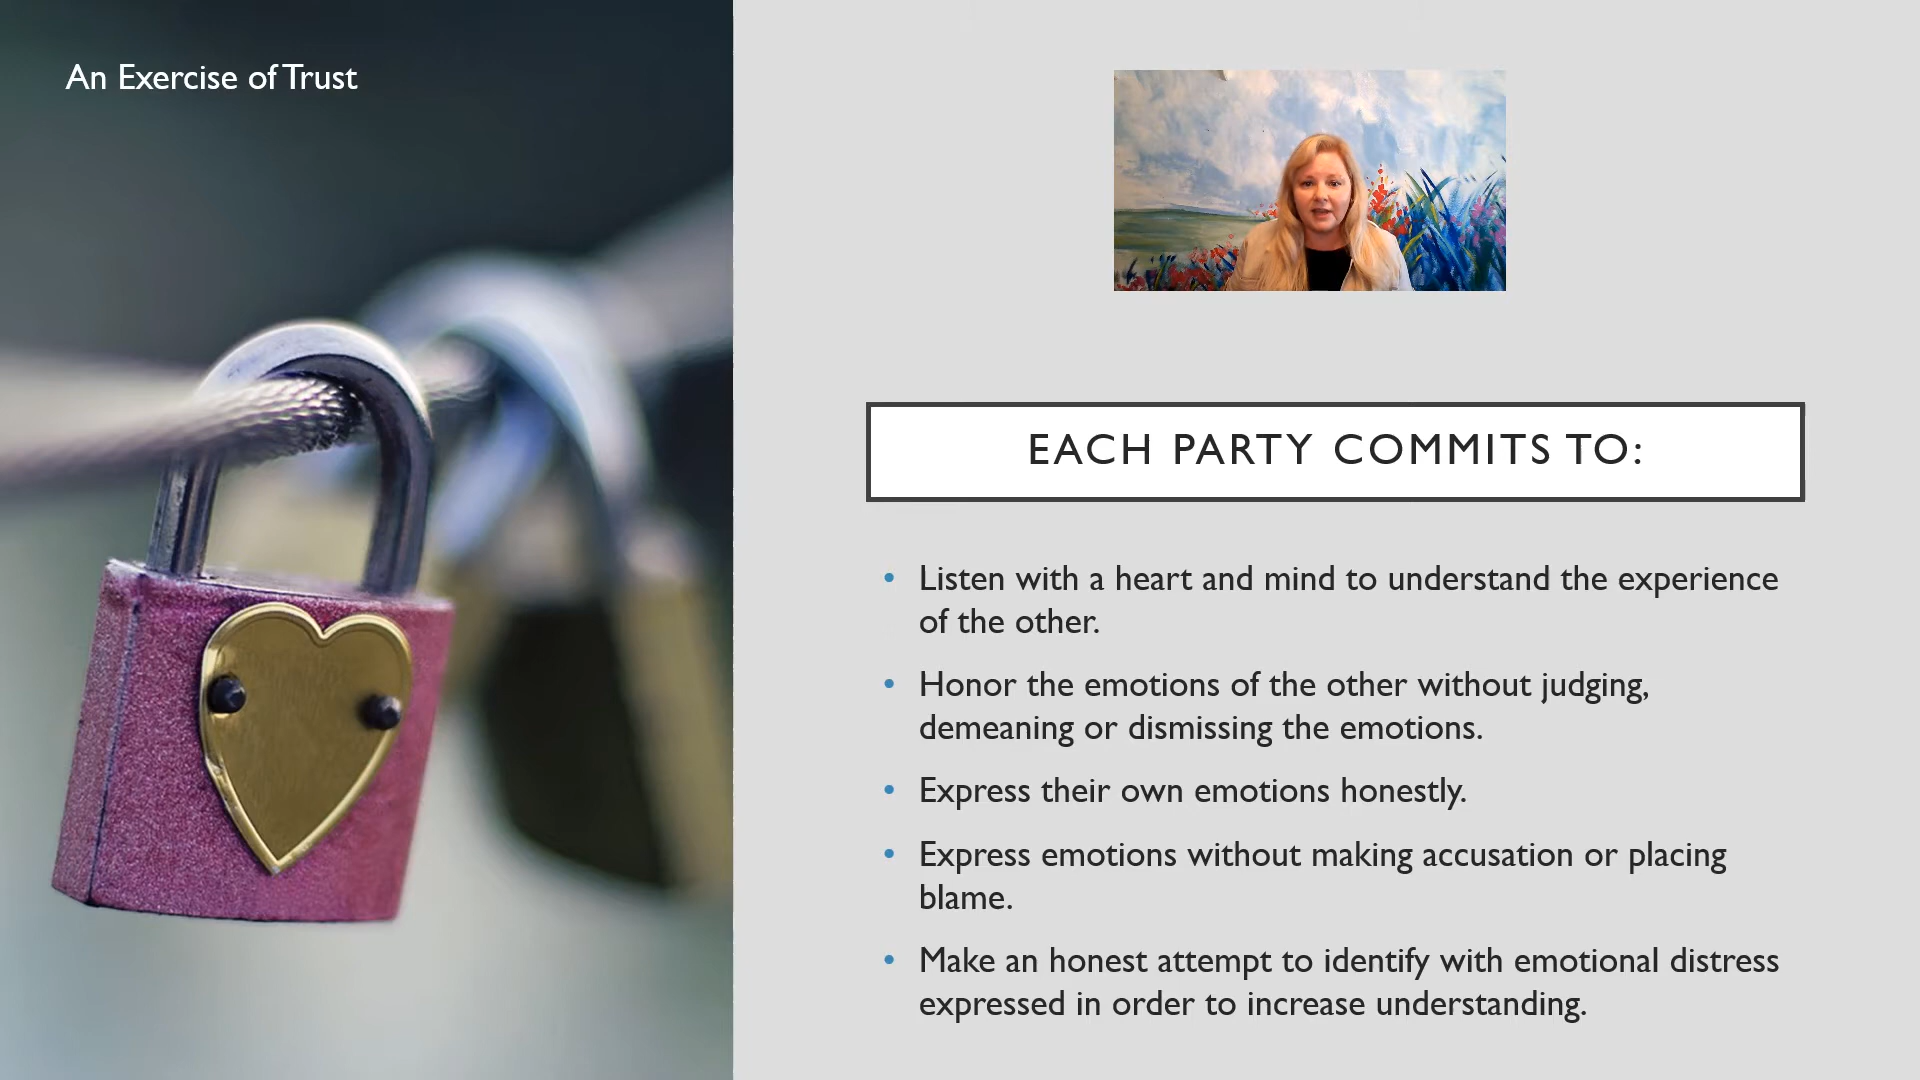 An Exercise of Trust
EACH PARTY COMMITS TO:
• Listen with a heart and mind to understand the experience
of the other.
• Honor the emotions of the other without judging,
demeaning or dismissing the emotions.
• Express their own emotions honestly.
• Express emotions without making accusation or placing
blame.
• Make an honest attempt to identify with emotional distress
expressed in order to increase understanding.